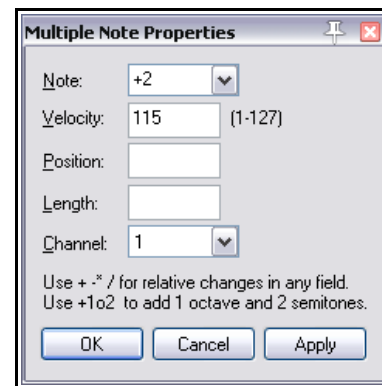 Multiple Note Properties
Note: +2
Velocity: 115 (1-127)
Position:
Length:
Channel: 1
Use + -* / for relative changes in any field.
Use +1o2 to add 1 octave and 2 semitones.
OK Cancel Apply